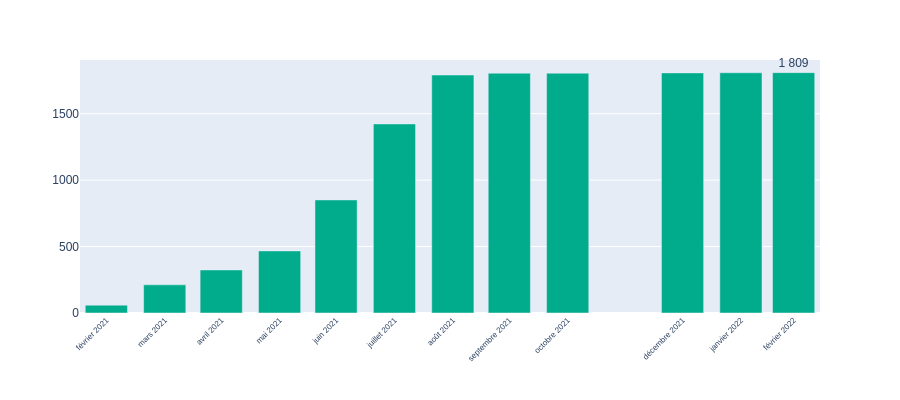 1 809
1500
1000
500
0
février 2021
mars 2021
avril 2021
mai 2021
juin 2021
juillet 2021
août 2021
septembre 2021
octobre 2021
décembre 2021
janvier 2022
février 2022